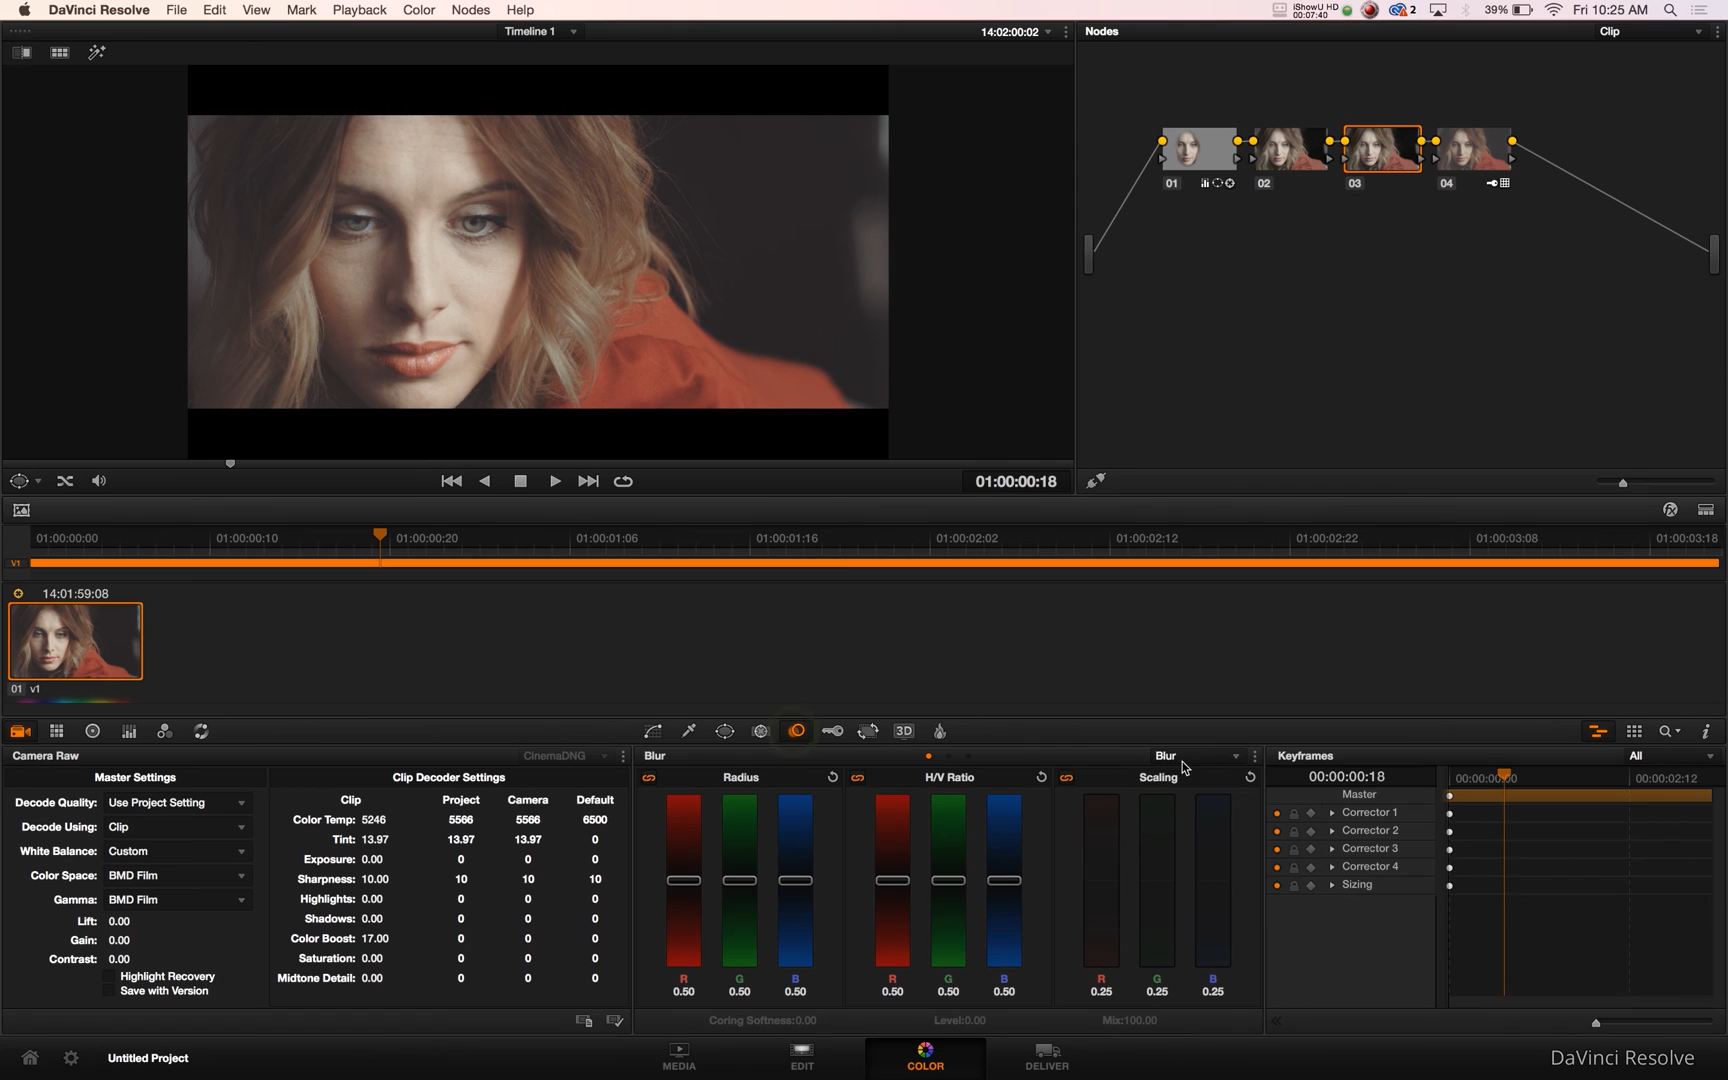 DaVinci Resolve File Edit View Mark Playback Color Nodes Help iShowU HD 00:07:40 2 39% Fri 10:25 AM
Timeline 1 14:02:00:02 Nodes Clip
01 02 03 04
01:00:00:18
01:00:00:00 01:00:00:10 01:00:00:20 01:00:01:06 01:00:01:16 01:00:02:02 01:00:02:12 01:00:02:22 01:00:03:08 01:00:03:18
V1
14:01:59:08
01 v1
3D
Camera Raw CinemaDNG Blur Blur Keyframes All
Master Settings Clip Decoder Settings Radius H/V Ratio Scaling 00:00:00:18 00:00:00:00 00:00:02:12
Decode Quality: Use Project Setting Clip Project Camera Default Master
Color Temp: 5246 5566 5566 6500 Corrector 1
Decode Using: Clip Tint: 13.97 13.97 13.97 0 Corrector 2
White Balance: Custom Exposure: 0.00 0 0 0 Corrector 3
Color Space: BMD Film Sharpness: 10.00 10 10 10 Corrector 4
Gamma: BMD Film Highlights: 0.00 0 0 0 Sizing
Lift: 0.00 Shadows: 0.00 0 0 0
Gain: 0.00 Color Boost: 17.00 0 0 0
Contrast: 0.00 Saturation: 0.00 0 0 0
Highlight Recovery Midtone Detail: 0.00 0 0 0 R G B R G B R G B
Save with Version 0.50 0.50 0.50 0.50 0.50 0.50 0.25 0.25 0.25
Coring Softness:0.00 Level:0.00 Mix:100.00
Untitled Project MEDIA EDIT COLOR DELIVER DaVinci Resolve